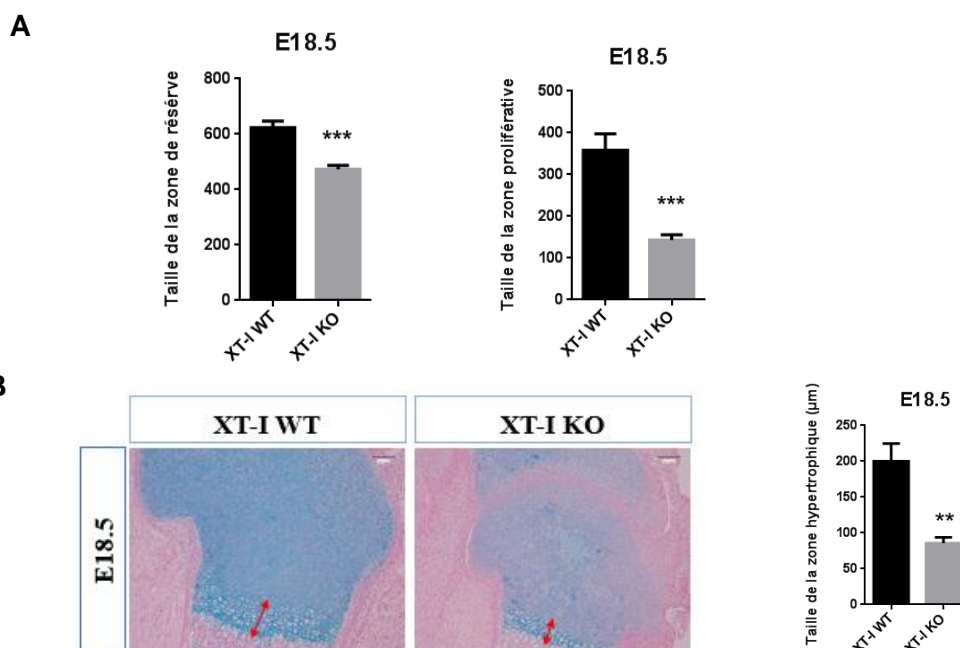 A
E18.5
Taille de la zone de résérve
800
600
400
200
0
***
XT-I WT
XT-I KO
E18.5
Taille de la zone proliférative
500
400
300
200
100
0
***
XT-I WT
XT-I KO
B
XT-I WT
XT-I KO
E18.5
E18.5
Taille de la zone hypertrophique (µm)
250
200
150
100
50
0
**
XT-I WT
XT-I KO